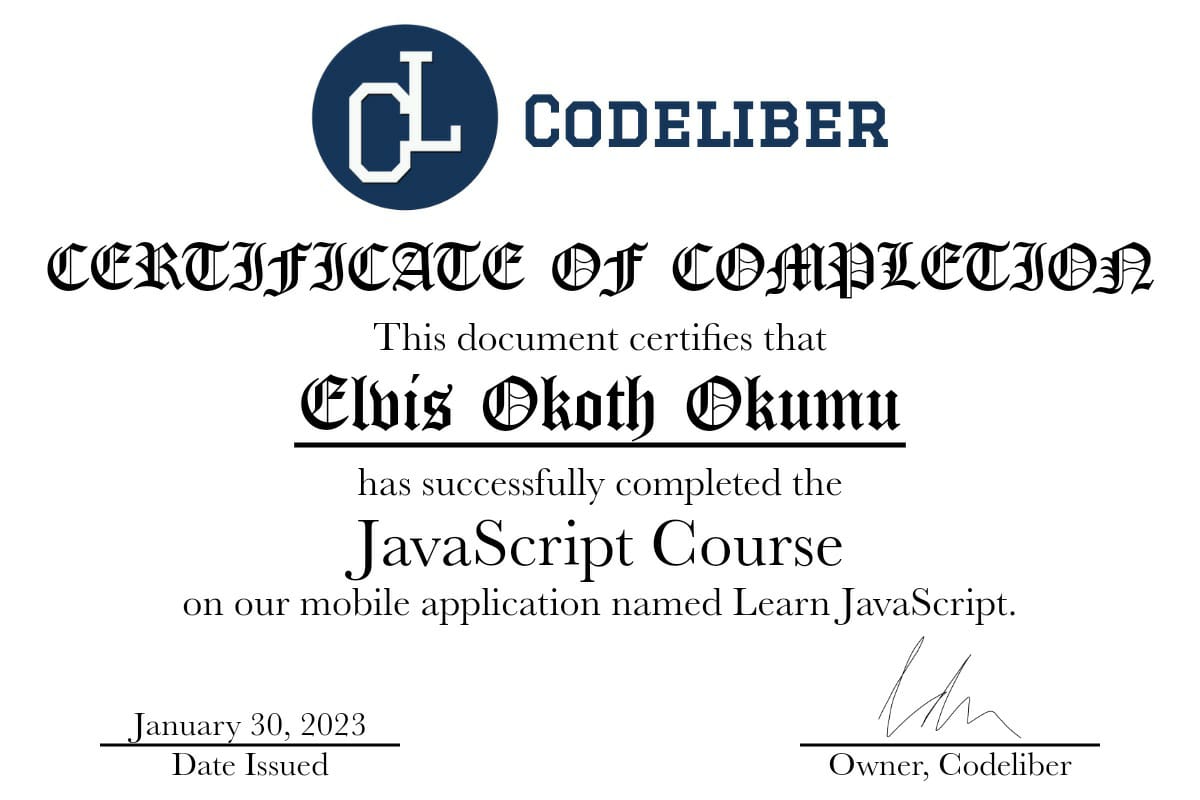 CL CODELIBER
CERTIFICATE OF COMPLETION
This document certifies that
Elvis Okoth Okumu
has successfully completed the
JavaScript Course
on our mobile application named Learn JavaScript.
January 30, 2023
Date Issued
Owner, Codeliber